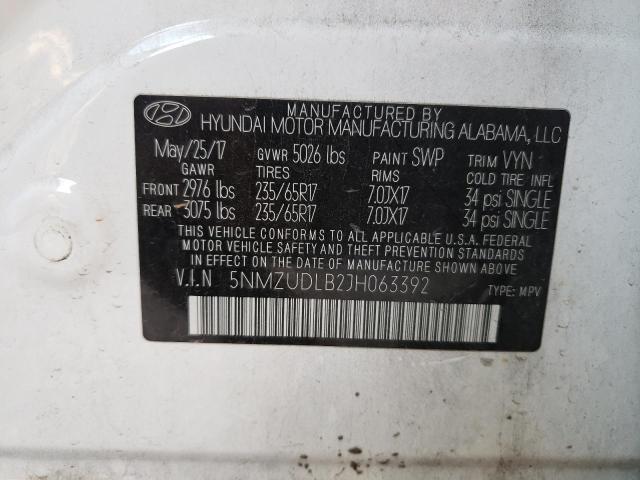 MANUFACTURED BY
HYUNDAI MOTOR MANUFACTURING ALABAMA, LLC
May/25/17 GVWR 5026 lbs PAINT SWP TRIM VYN
GAWR TIRES RIMS COLD TIRE INFL
FRONT 2976 lbs 235/65R17 7.0JX17 34 psi SINGLE
REAR 3075 lbs 235/65R17 7.0JX17 34 psi SINGLE
THIS VEHICLE CONFORMS TO ALL APPLICABLE U.S.A. FEDERAL
MOTOR VEHICLE SAFETY AND THEFT PREVENTION STANDARDS
IN EFFECT ON THE DATE OF MANUFACTURE SHOWN ABOVE.
V.I.N 5NMZUDLB2JH063392 TYPE: MPV